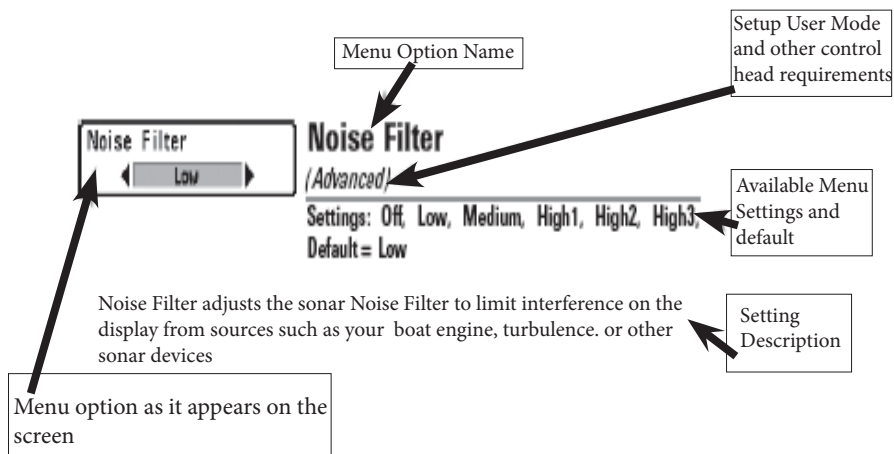 Setup User Mode
and other control
head requirements
Menu Option Name
Noise Filter
Low
Noise Filter
(Advanced)
Settings: Off, Low, Medium, High1, High2, High3,
Default = Low
Available Menu
Settings and
default
Noise Filter adjusts the sonar Noise Filter to limit interference on the
display from sources such as your boat engine, turbulence. or other
sonar devices
Setting
Description
Menu option as it appears on the
screen